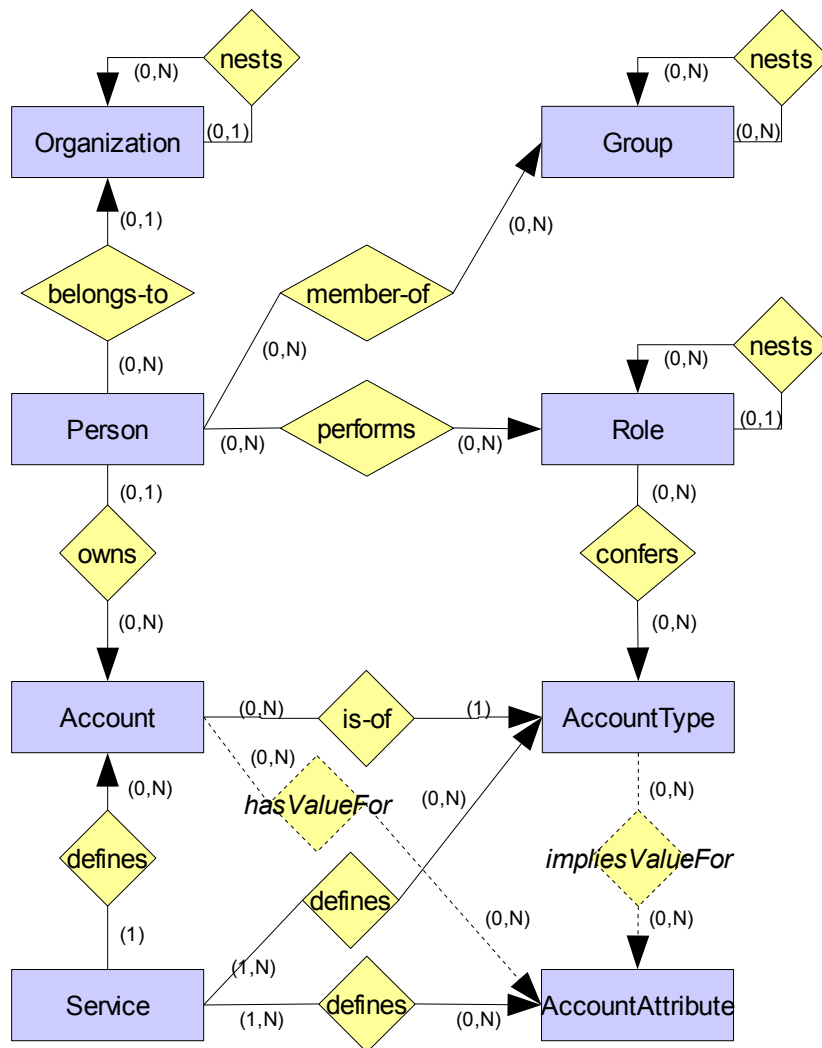 nests
nests
(0,N)
(0,N)
Organization
(0,1)
Group
(0,N)
(0,1)
(0,N)
belongs-to
member-of
(0,N)
(0,N)
nests
(0,N)
Person
(0,N)
performs
(0,N)
Role
(0,1)
(0,1)
(0,N)
owns
confers
(0,N)
(0,N)
Account
(0,N)
is-of
(1)
AccountType
(0,N)
(0,N)
(0,N)
hasValueFor
(0,N)
defines
impliesValueFor
defines
(0,N)
(0,N)
(1)
(1,N)
Service
(1,N)
defines
(0,N)
AccountAttribute